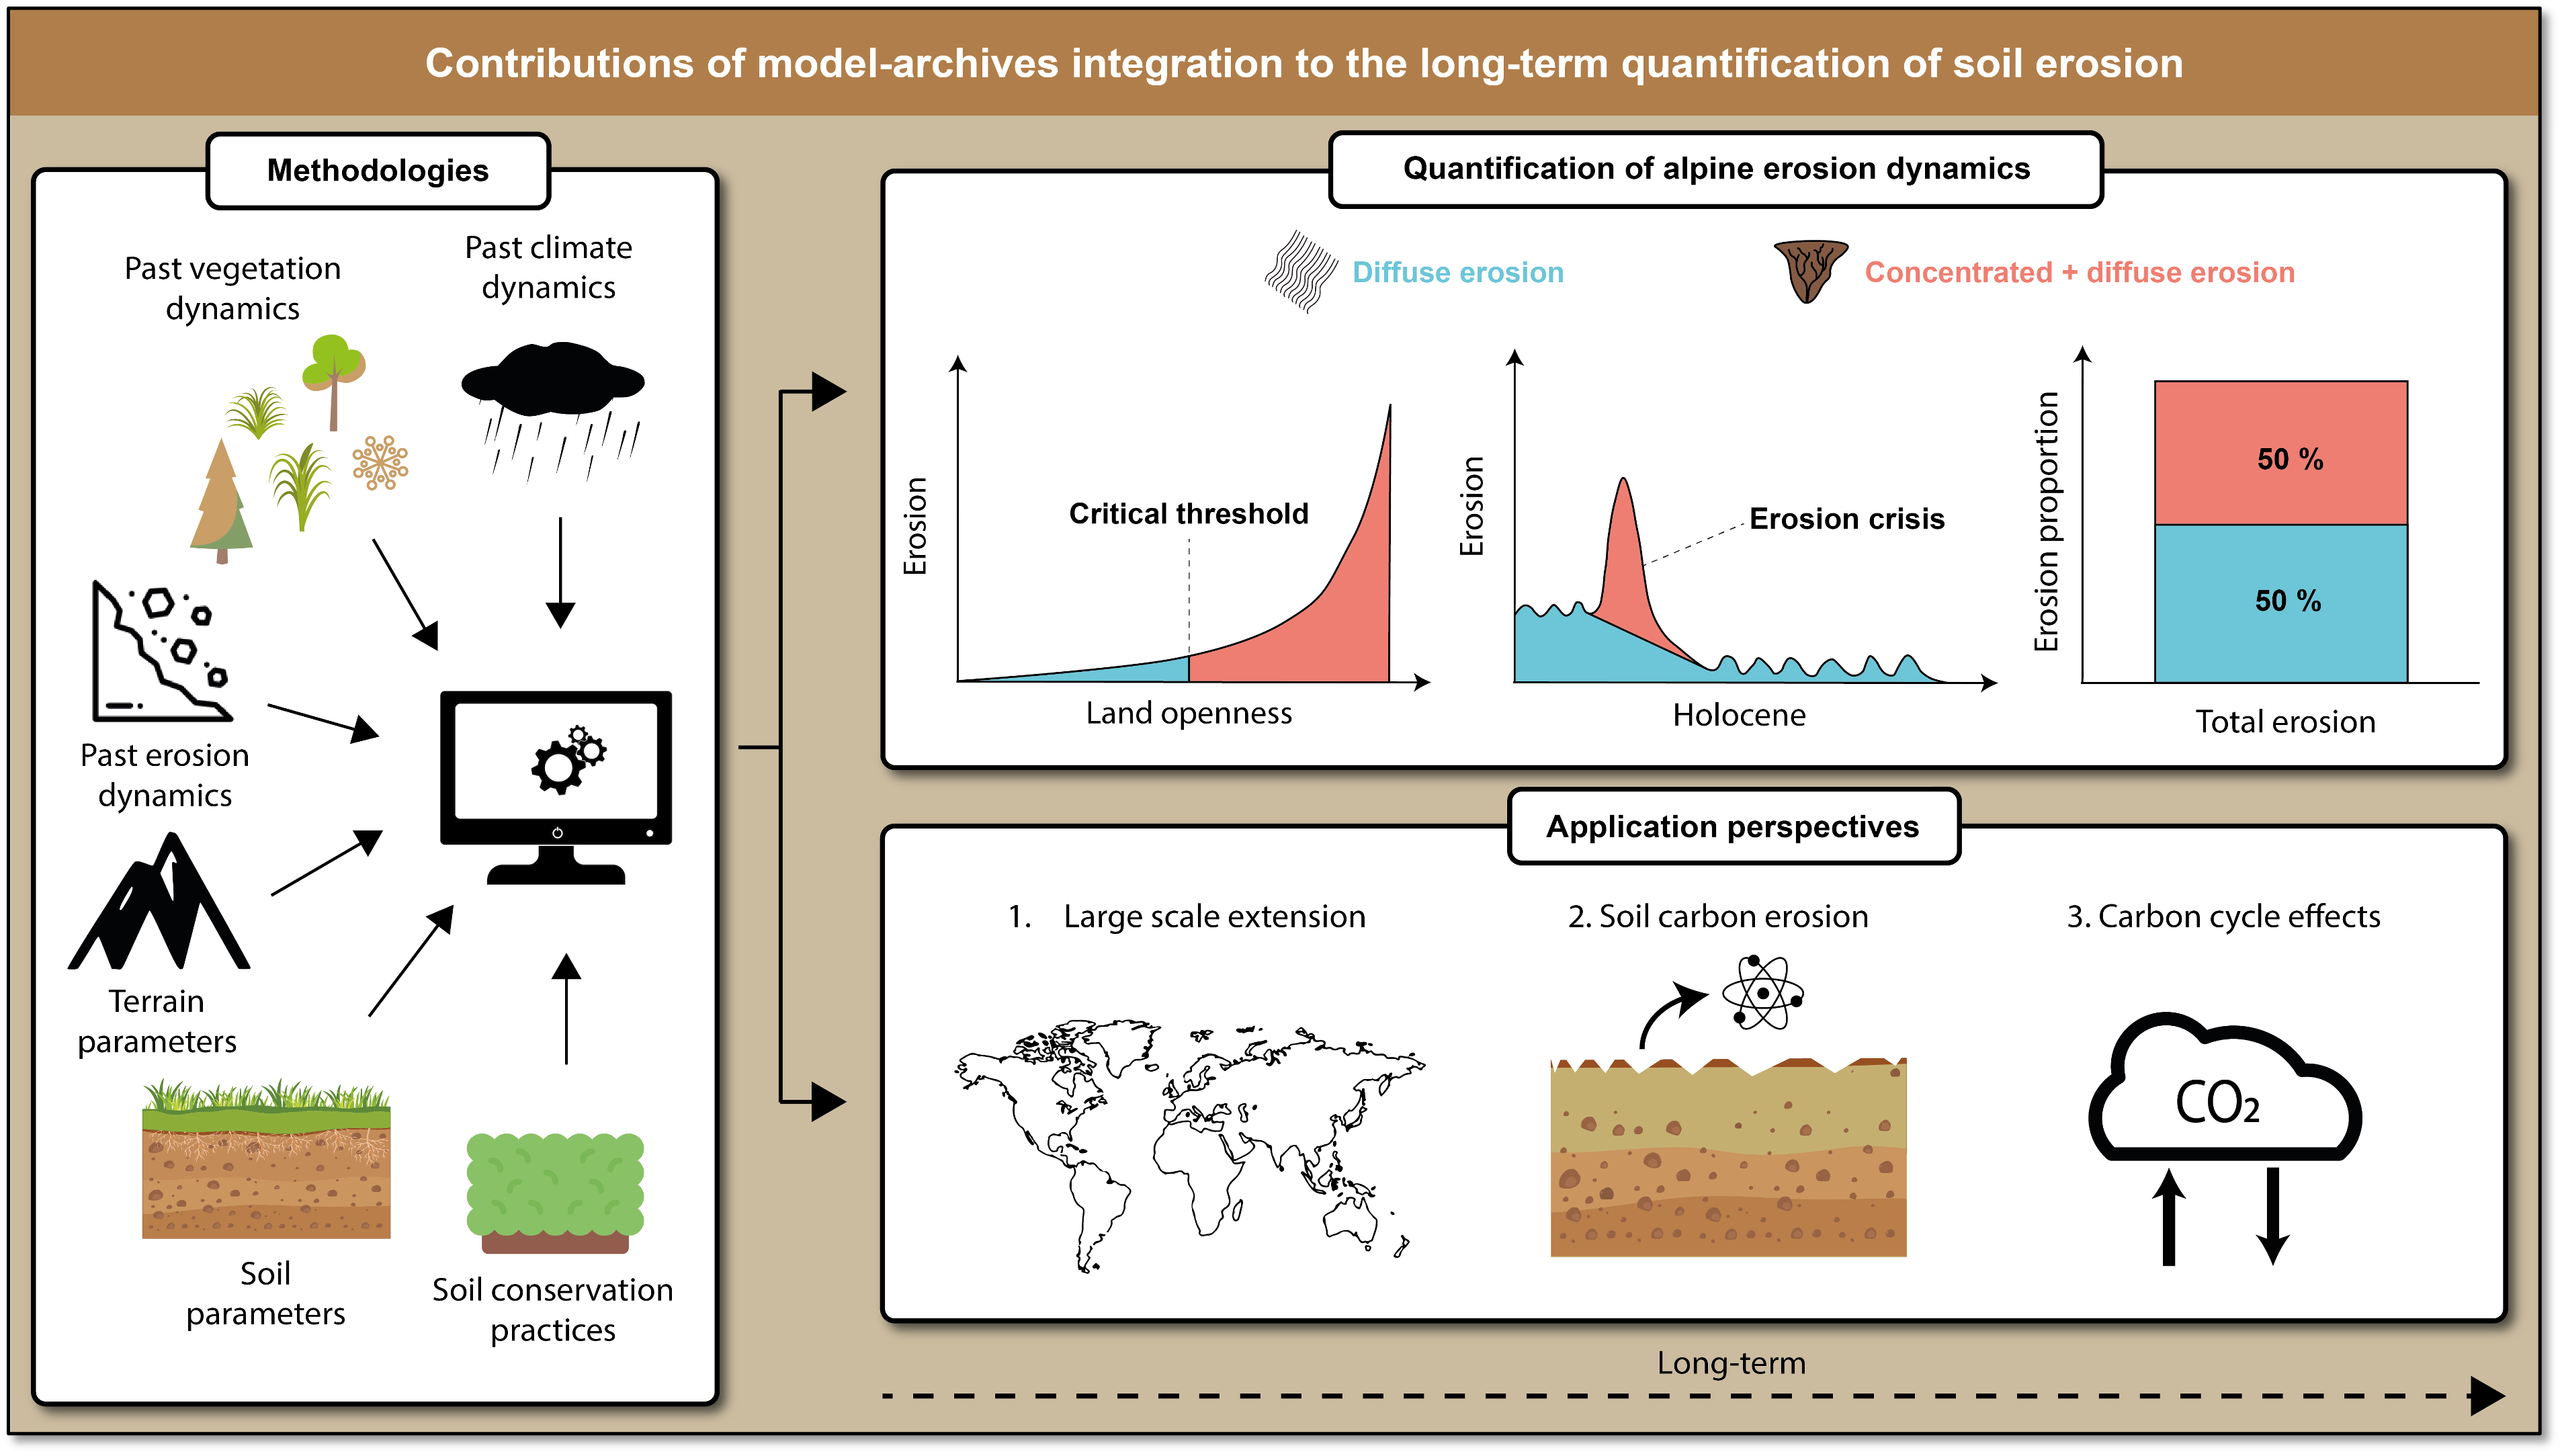 Contributions of model-archives integration to the long-term quantification of soil erosion
Methodologies
Past vegetation
dynamics
Past climate
dynamics
Past erosion
dynamics
Terrain
parameters
Soil
parameters
Soil conservation
practices
Quantification of alpine erosion dynamics
Diffuse erosion
Concentrated + diffuse erosion
Erosion
Critical threshold
Land openness
Erosion
Erosion crisis
Holocene
Erosion proportion
50 %
50 %
Total erosion
Application perspectives
1. Large scale extension
2. Soil carbon erosion
3. Carbon cycle effects
CO₂
Long-term